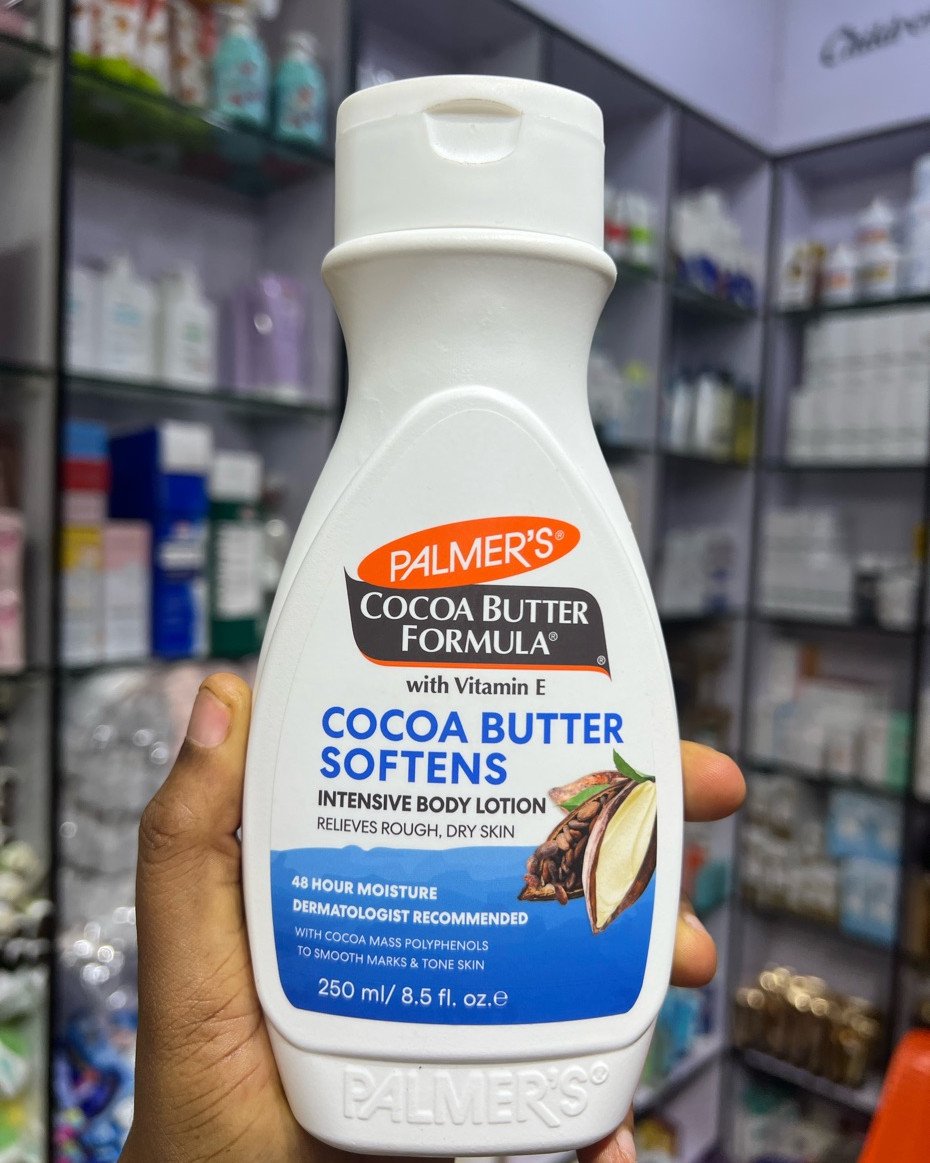 PALMER'S®
COCOA BUTTER
FORMULA®
®
with Vitamin E
COCOA BUTTER
SOFTENS
INTENSIVE BODY LOTION
RELIEVES ROUGH, DRY SKIN
48 HOUR MOISTURE
DERMATOLOGIST RECOMMENDED
WITH COCOA MASS POLYPHENOLS
TO SMOOTH MARKS & TONE SKIN
250 ml/ 8.5 fl. oz.℮
PALMER'S®